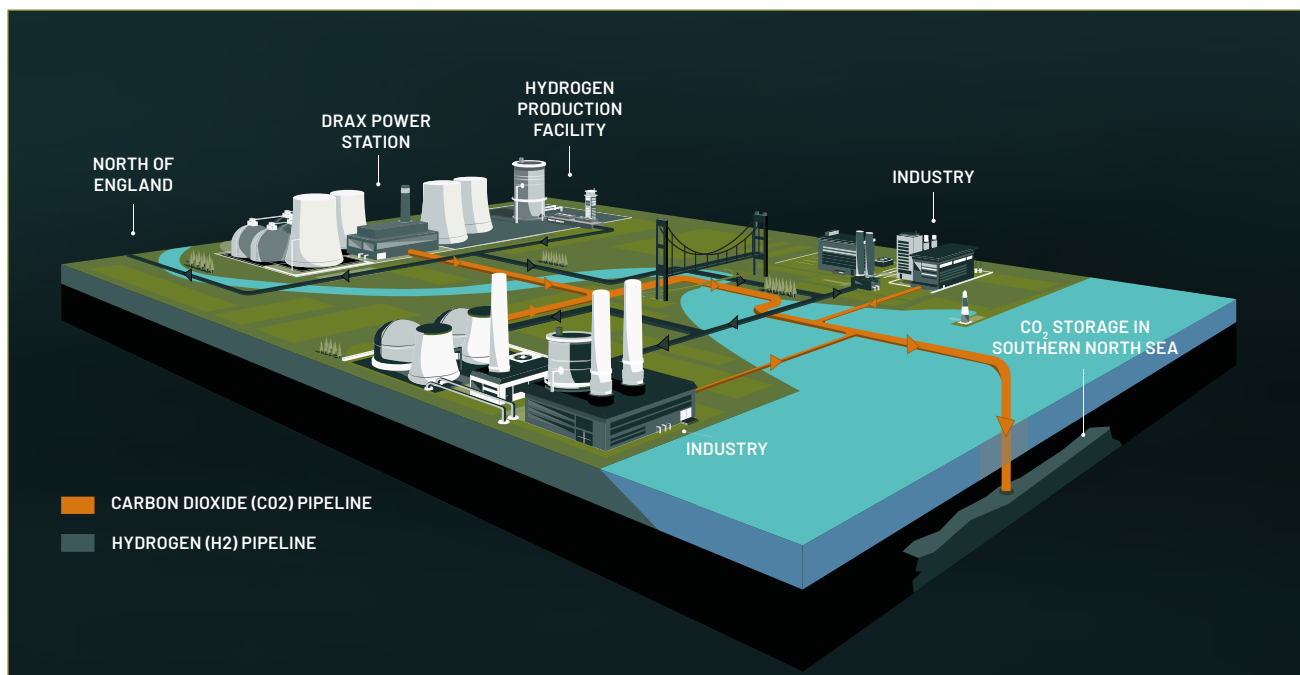 HYDROGEN
PRODUCTION
FACILITY
DRAX POWER
STATION
NORTH OF
ENGLAND
INDUSTRY
CO₂ STORAGE IN
SOUTHERN NORTH SEA
INDUSTRY
CARBON DIOXIDE (C02) PIPELINE
HYDROGEN (H2) PIPELINE